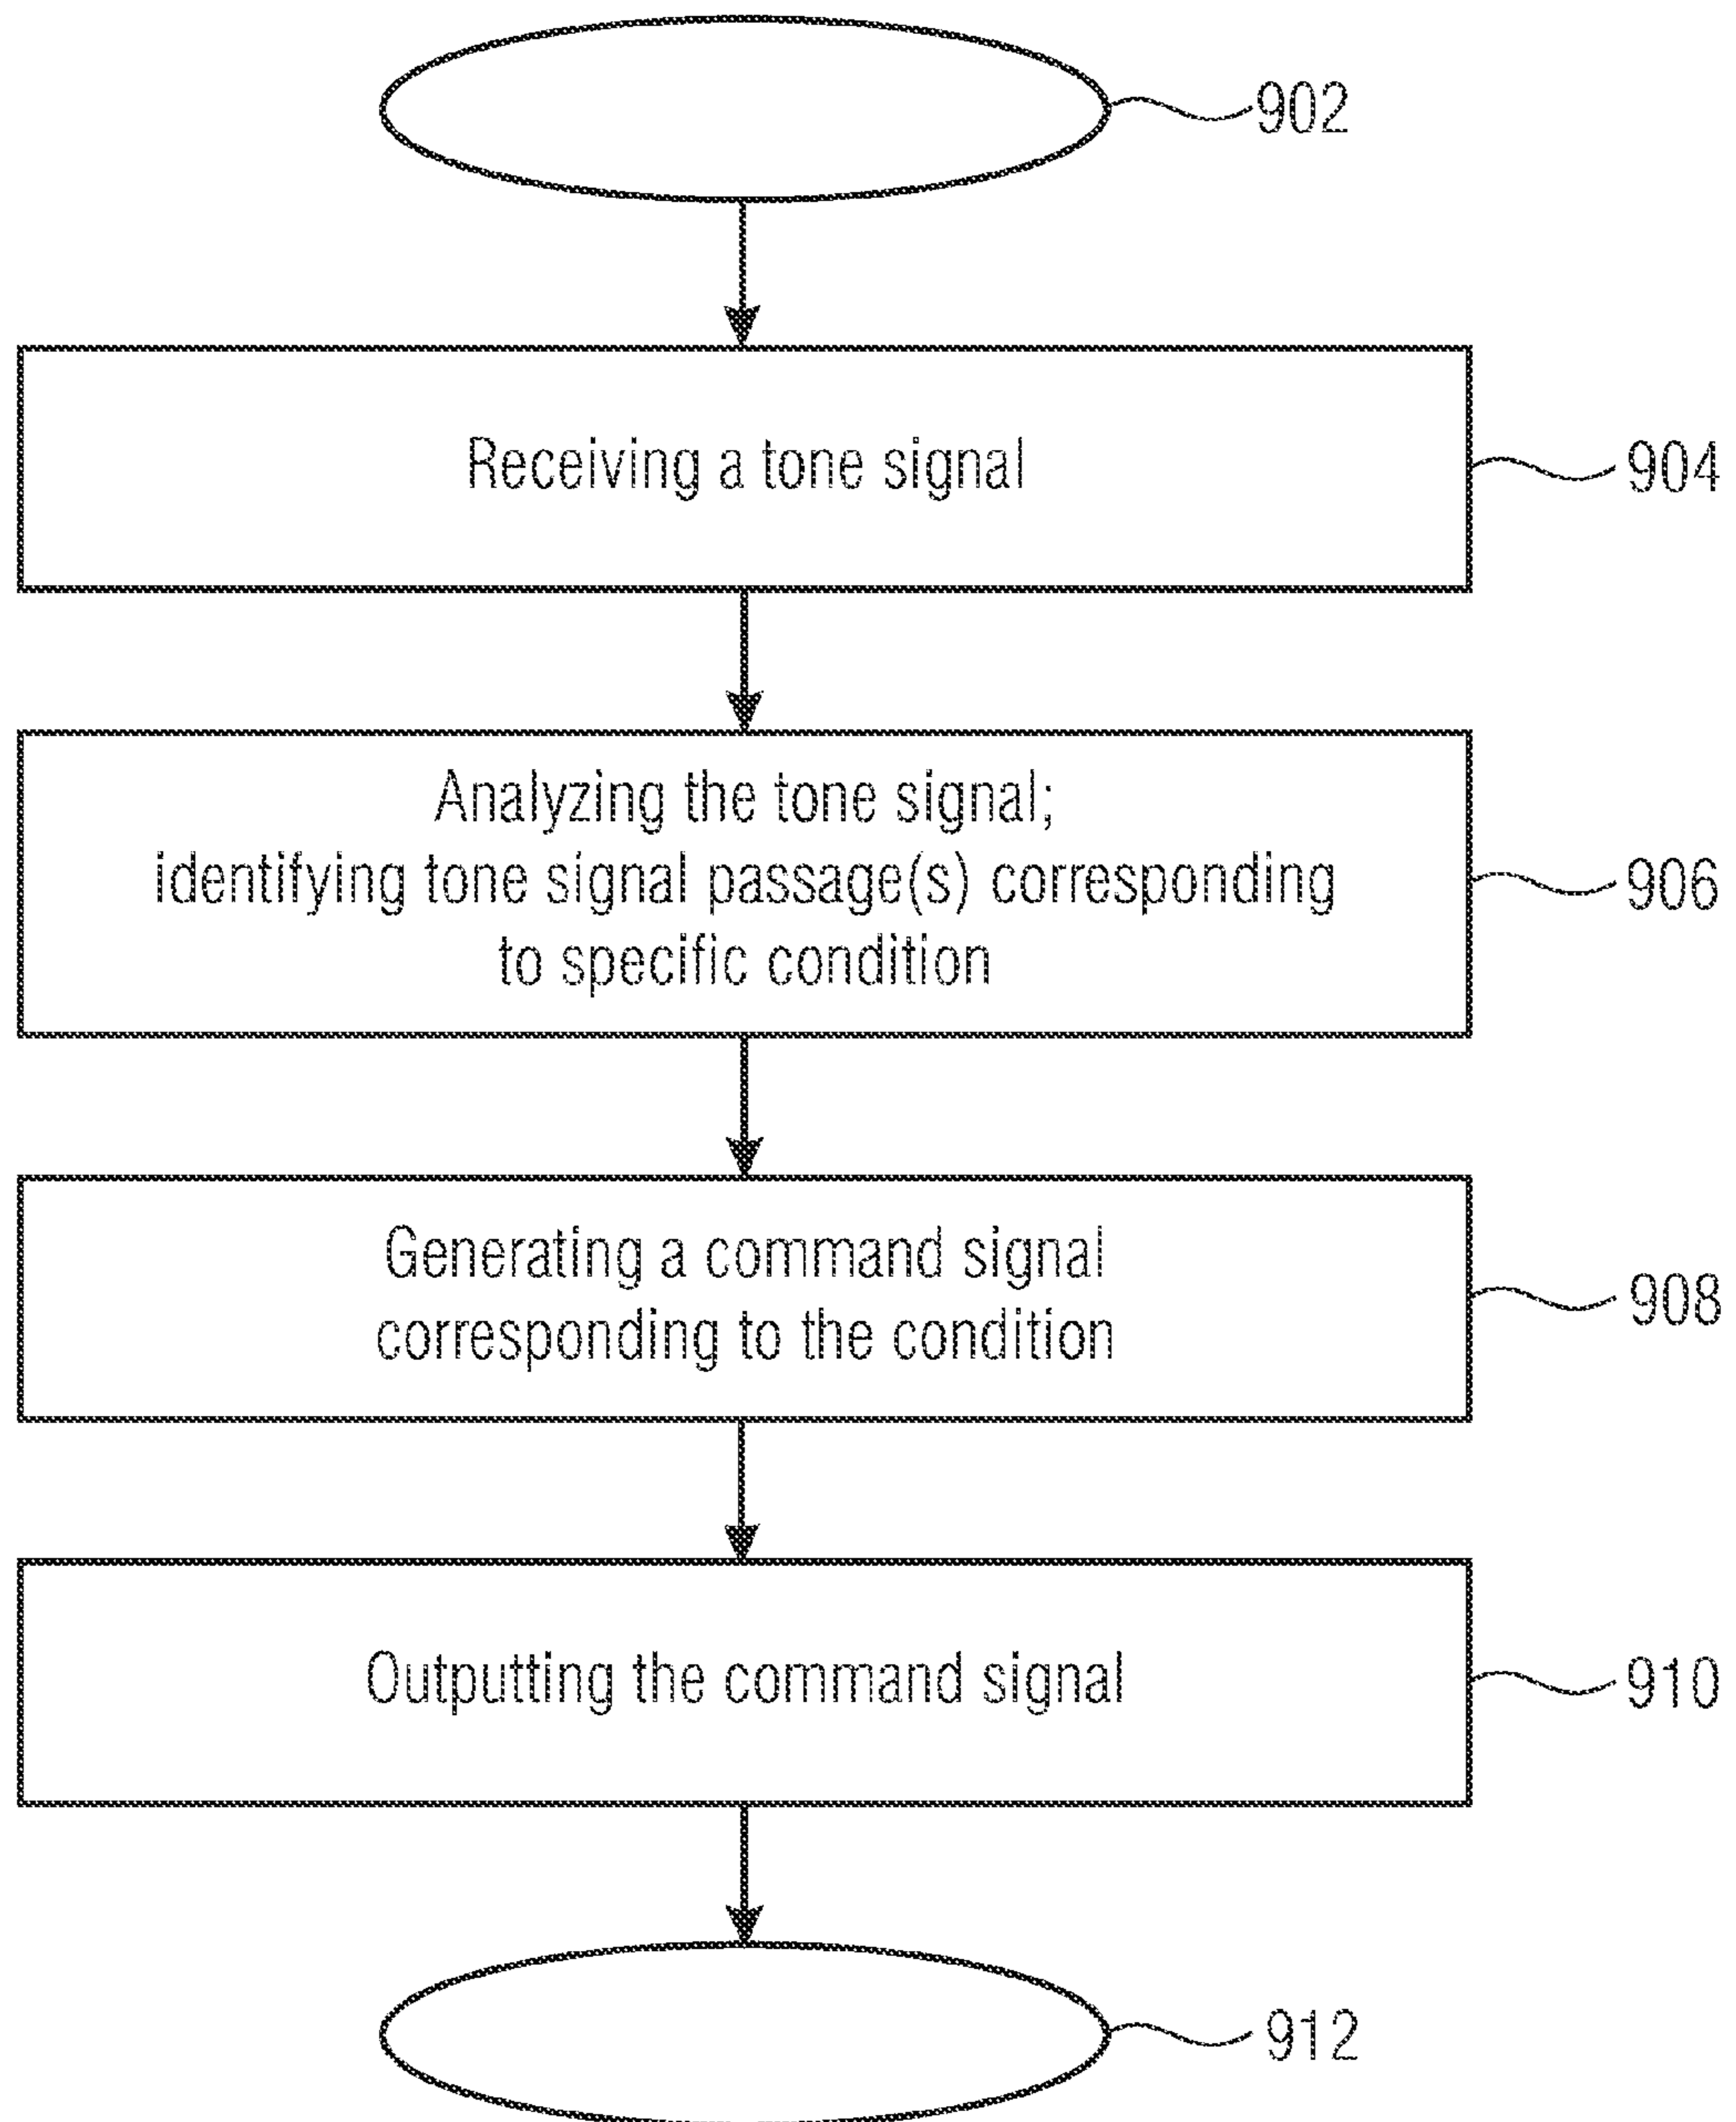 902
Receiving a tone signal
904
Analyzing the tone signal;
identifying tone signal passage(s) corresponding
to specific condition
906
Generating a command signal
corresponding to the condition
908
Outputting the command signal
910
912